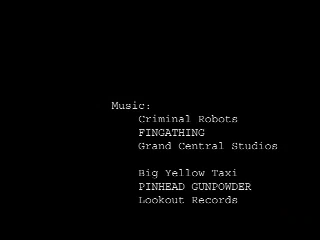 Music:
Criminal Robots
FINGATHING
Grand Central Studios
Big Yellow Taxi
PINHEAD GUNPOWDER
Lookout Records